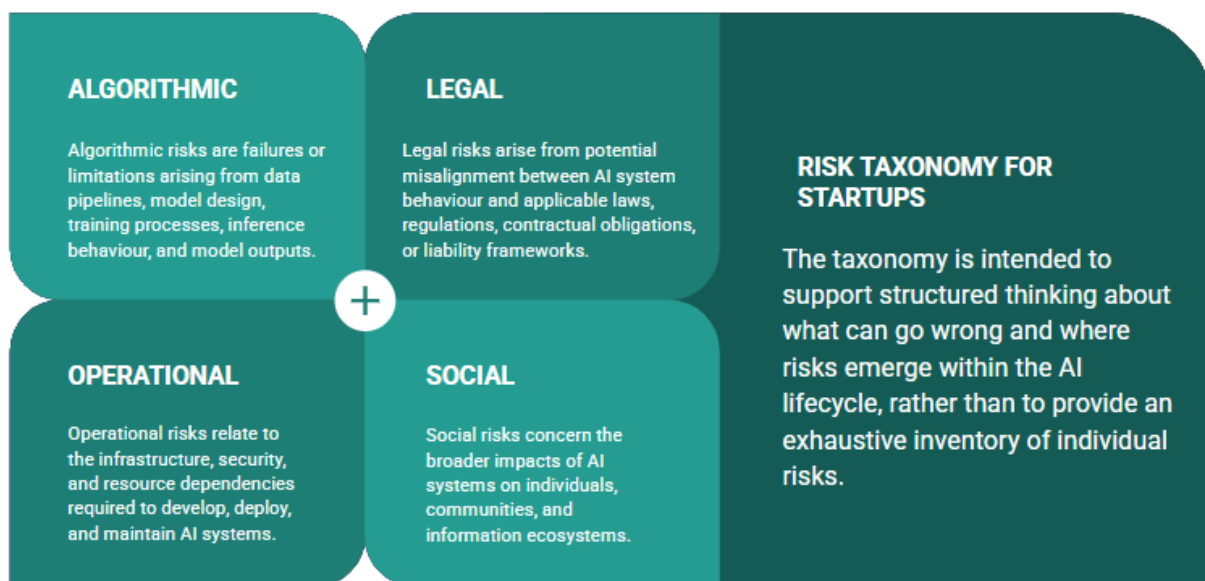 ALGORITHMIC
Algorithmic risks are failures or
limitations arising from data
pipelines, model design,
training processes, inference
behaviour, and model outputs.
LEGAL
Legal risks arise from potential
misalignment between AI system
behaviour and applicable laws,
regulations, contractual obligations,
or liability frameworks.
OPERATIONAL
Operational risks relate to
the infrastructure, security,
and resource dependencies
required to develop, deploy,
and maintain AI systems.
SOCIAL
Social risks concern the
broader impacts of AI
systems on individuals,
communities, and
information ecosystems.
RISK TAXONOMY FOR
STARTUPS
The taxonomy is intended to
support structured thinking about
what can go wrong and where
risks emerge within the AI
lifecycle, rather than to provide an
exhaustive inventory of individual
risks.